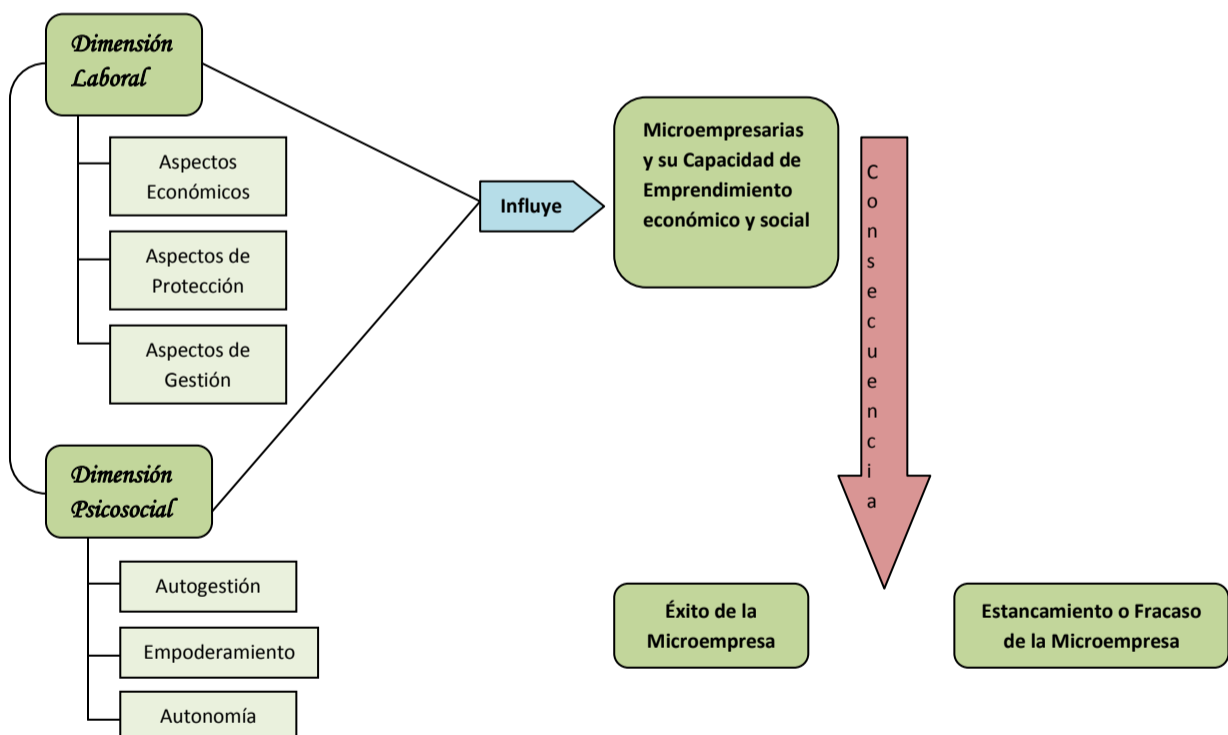 Dimensión
Laboral
Aspectos
Económicos
Aspectos de
Protección
Aspectos de
Gestión
Dimensión
Psicosocial
Autogestión
Empoderamiento
Autonomía
Influye
Microempresarias
y su Capacidad de
Emprendimiento
económico y social
Consecuencia
Éxito de la
Microempresa
Estancamiento o Fracaso
de la Microempresa